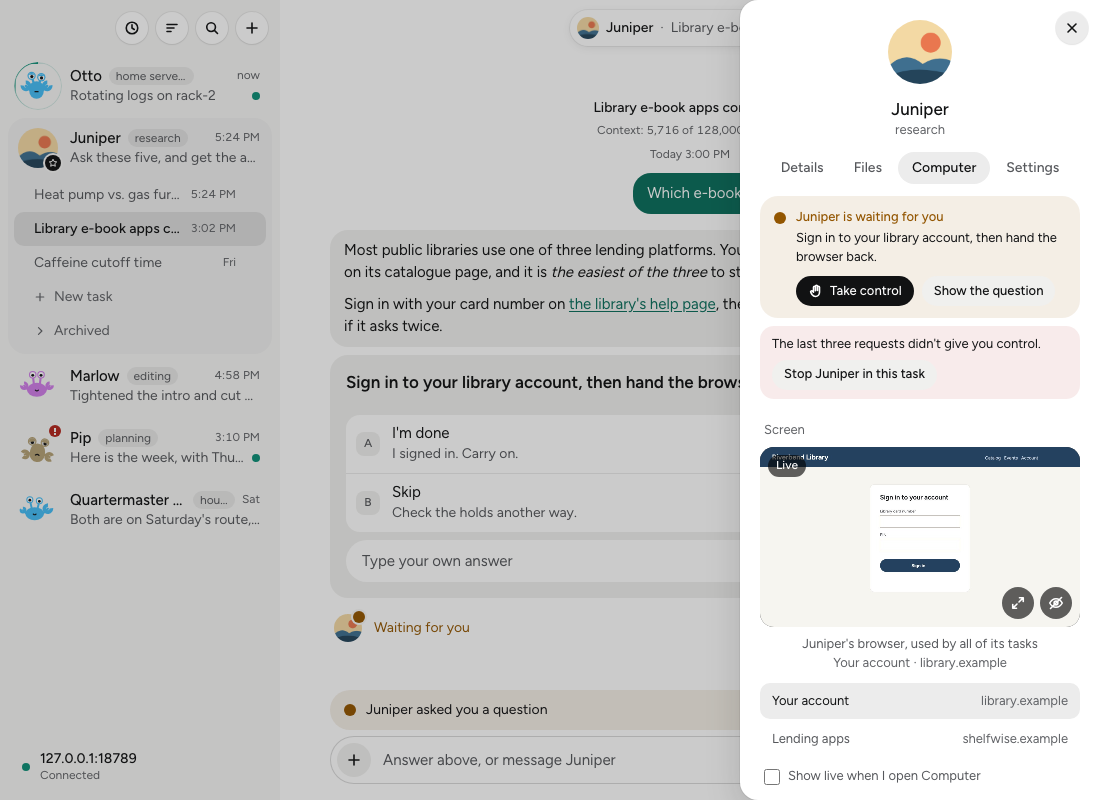 Otto home serve... now
Rotating logs on rack-2
Juniper research 5:24 PM
Ask these five, and get the a...
Heat pump vs. gas fur... 5:24 PM
Library e-book apps c... 3:02 PM
Caffeine cutoff time Fri
New task
Archived
Marlow editing 4:58 PM
Tightened the intro and cut ...
Pip planning 3:10 PM
Here is the week, with Thu...
Quartermaster ... hou... Sat
Both are on Saturday's route,...
127.0.0.1:18789
Connected
Juniper · Library e-b
Library e-book apps
Context: 5,716 of 128,000
Today 3:00 PM
Which e-book
Most public libraries use one of three lending platforms. You
on its catalogue page, and it is the easiest of the three to
Sign in with your card number on the library's help page,
if it asks twice.
Sign in to your library account, then hand the
A I'm done
I signed in. Carry on.
B Skip
Check the holds another way.
Type your own answer
Waiting for you
Juniper asked you a question
Answer above, or message Juniper
Juniper
research
Details Files Computer Settings
Juniper is waiting for you
Sign in to your library account, then hand the
browser back.
Take control Show the question
The last three requests didn't give you control.
Stop Juniper in this task
Screen
Library Catalog Events Account
Live
Sign in to your account
Library card number
PIN
Sign in
Juniper's browser, used by all of its tasks
Your account · library.example
Your account library.example
Lending apps shelfwise.example
Show live when I open Computer